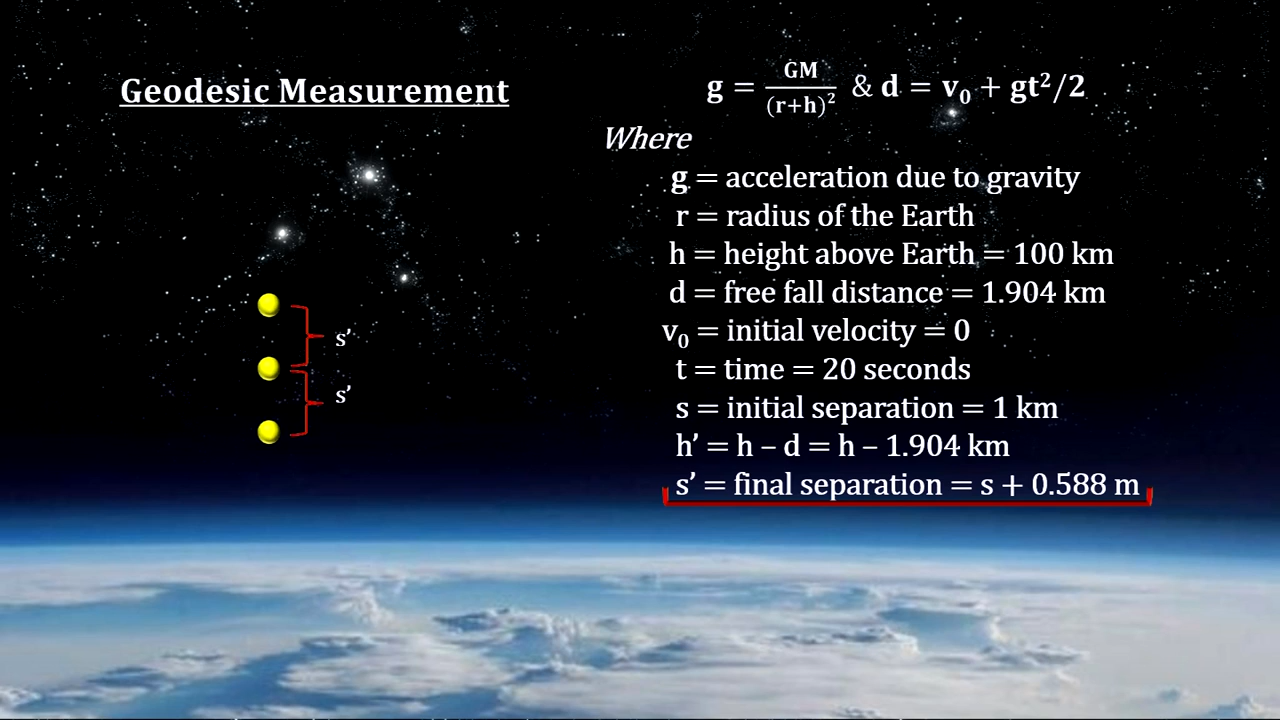 Geodesic Measurement
g = GM/(r+h)² & d = v₀ + gt²/2
Where
g = acceleration due to gravity
r = radius of the Earth
h = height above Earth = 100 km
d = free fall distance = 1.904 km
v₀ = initial velocity = 0
t = time = 20 seconds
s = initial separation = 1 km
h’ = h – d = h – 1.904 km
s’ = final separation = s + 0.588 m
s’
s’